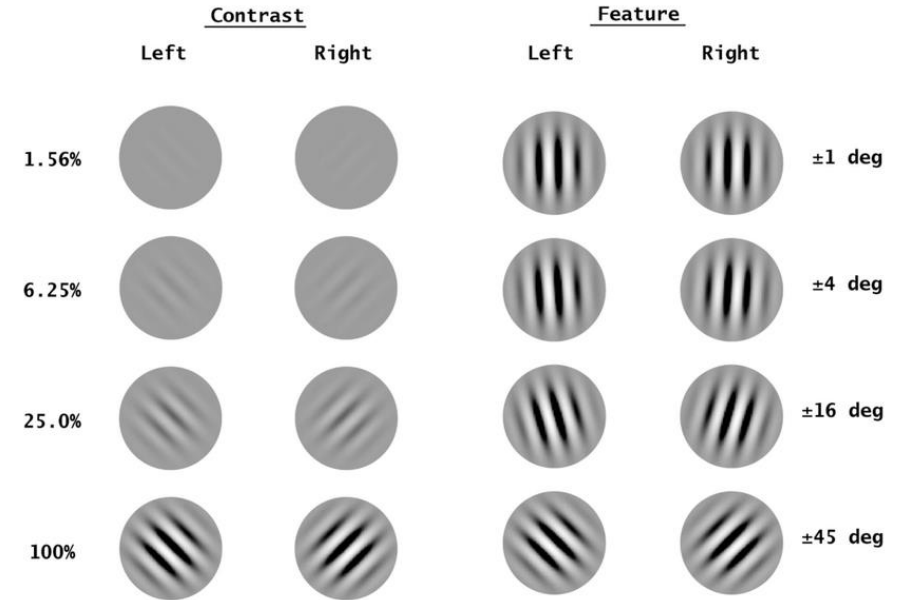 Contrast Feature
Left Right Left Right
1.56% ±1 deg
6.25% ±4 deg
25.0% ±16 deg
100% ±45 deg